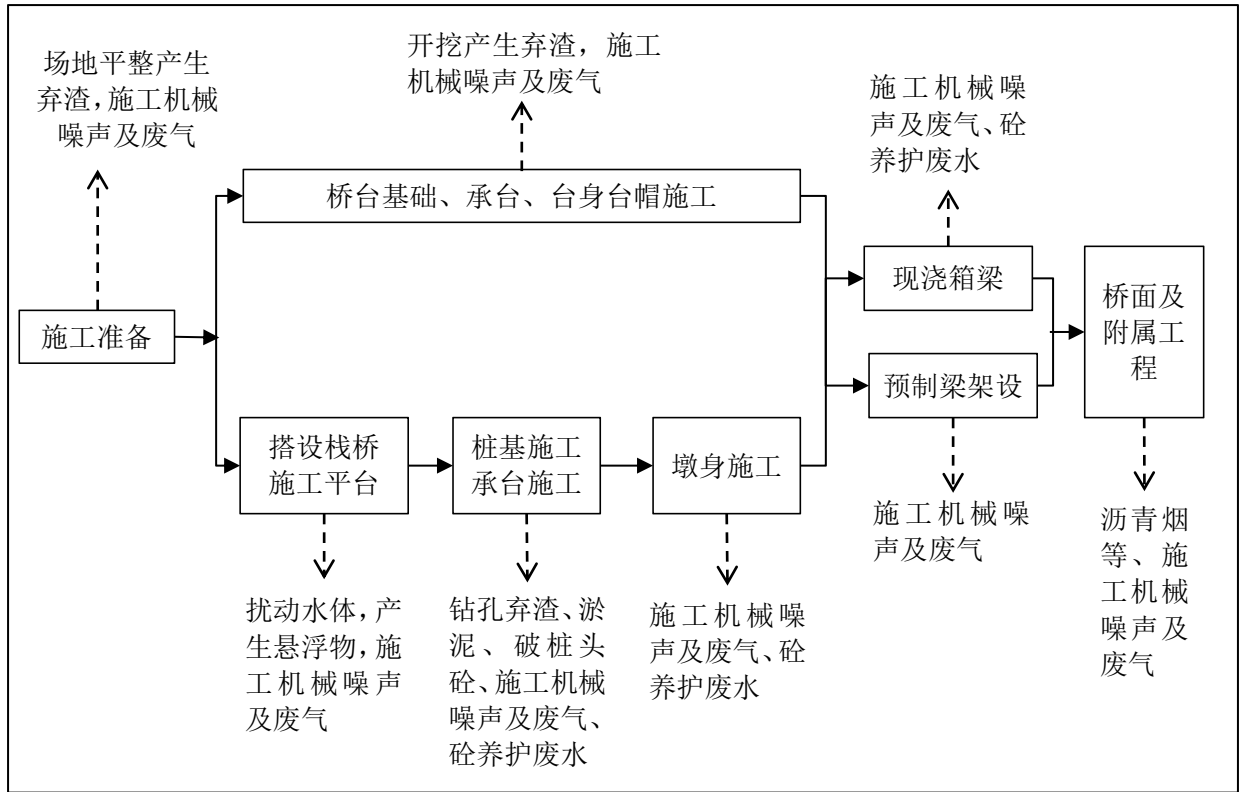 场地平整产生
弃渣，施工机械
噪声及废气
开挖产生弃渣，施工
机械噪声及废气
施工机械噪
声及废气、砼
养护废水
桥台基础、承台、台身台帽施工
现浇箱梁
桥面及
附属工
程
施工准备
预制梁架设
搭设栈桥
施工平台
桩基施工
承台施工
墩身施工
施工机械噪
声及废气
沥青烟
等、施
工机械
噪声及
废气
扰动水体，产
生悬浮物，施
工机械噪声
及废气
钻孔弃渣、淤
泥、破桩头
砼、施工机械
噪声及废气、
砼养护废水
施工机械噪
声及废气、砼
养护废水